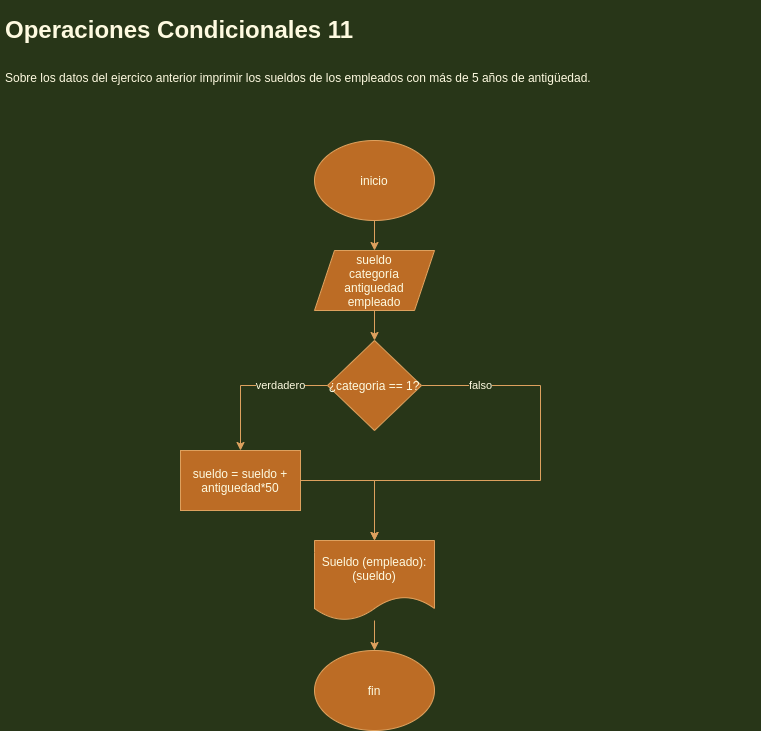 Operaciones Condicionales 11
Sobre los datos del ejercico anterior imprimir los sueldos de los empleados con más de 5 años de antigüedad.
inicio
sueldo
categoría
antiguedad
empleado
¿categoria == 1?
verdadero
falso
sueldo = sueldo +
antiguedad*50
Sueldo (empleado):
(sueldo)
fin